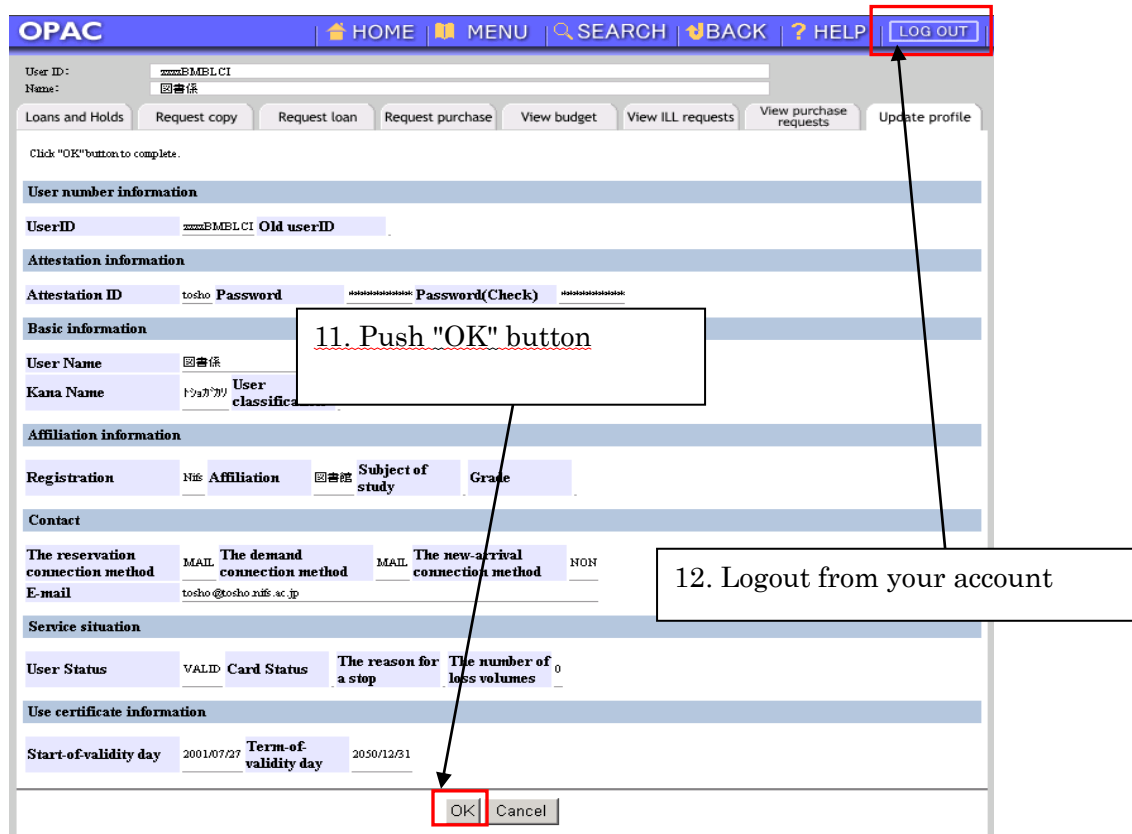 OPAC HOME MENU SEARCH BACK ? HELP LOG OUT
User ID: zzzzBMBLCI
Name: 図書係
Loans and Holds Request copy Request loan Request purchase View budget View ILL requests View purchase requests Update profile
Click "OK"button to complete.
User number information
UserID zzzzBMBLCI Old userID
Attestation information
Attestation ID tosho Password ************* Password(Check) *************
Basic information
11. Push "OK" button
User Name 図書係
Kana Name ﾄｼｮｶﾞｶﾘ User
Affiliation information
Registration Nifs Affiliation 図書館 Subject of study Grade
Contact
The reservation connection method MAIL The demand connection method MAIL The new-arrival connection method NON
E-mail tosho@tosho.nifs.ac.jp
12. Logout from your account
Service situation
User Status VALID Card Status The reason for a stop The number of loss volumes 0
Use certificate information
Start-of-validity day 2001/07/27 Term-of-validity day 2050/12/31
OK Cancel